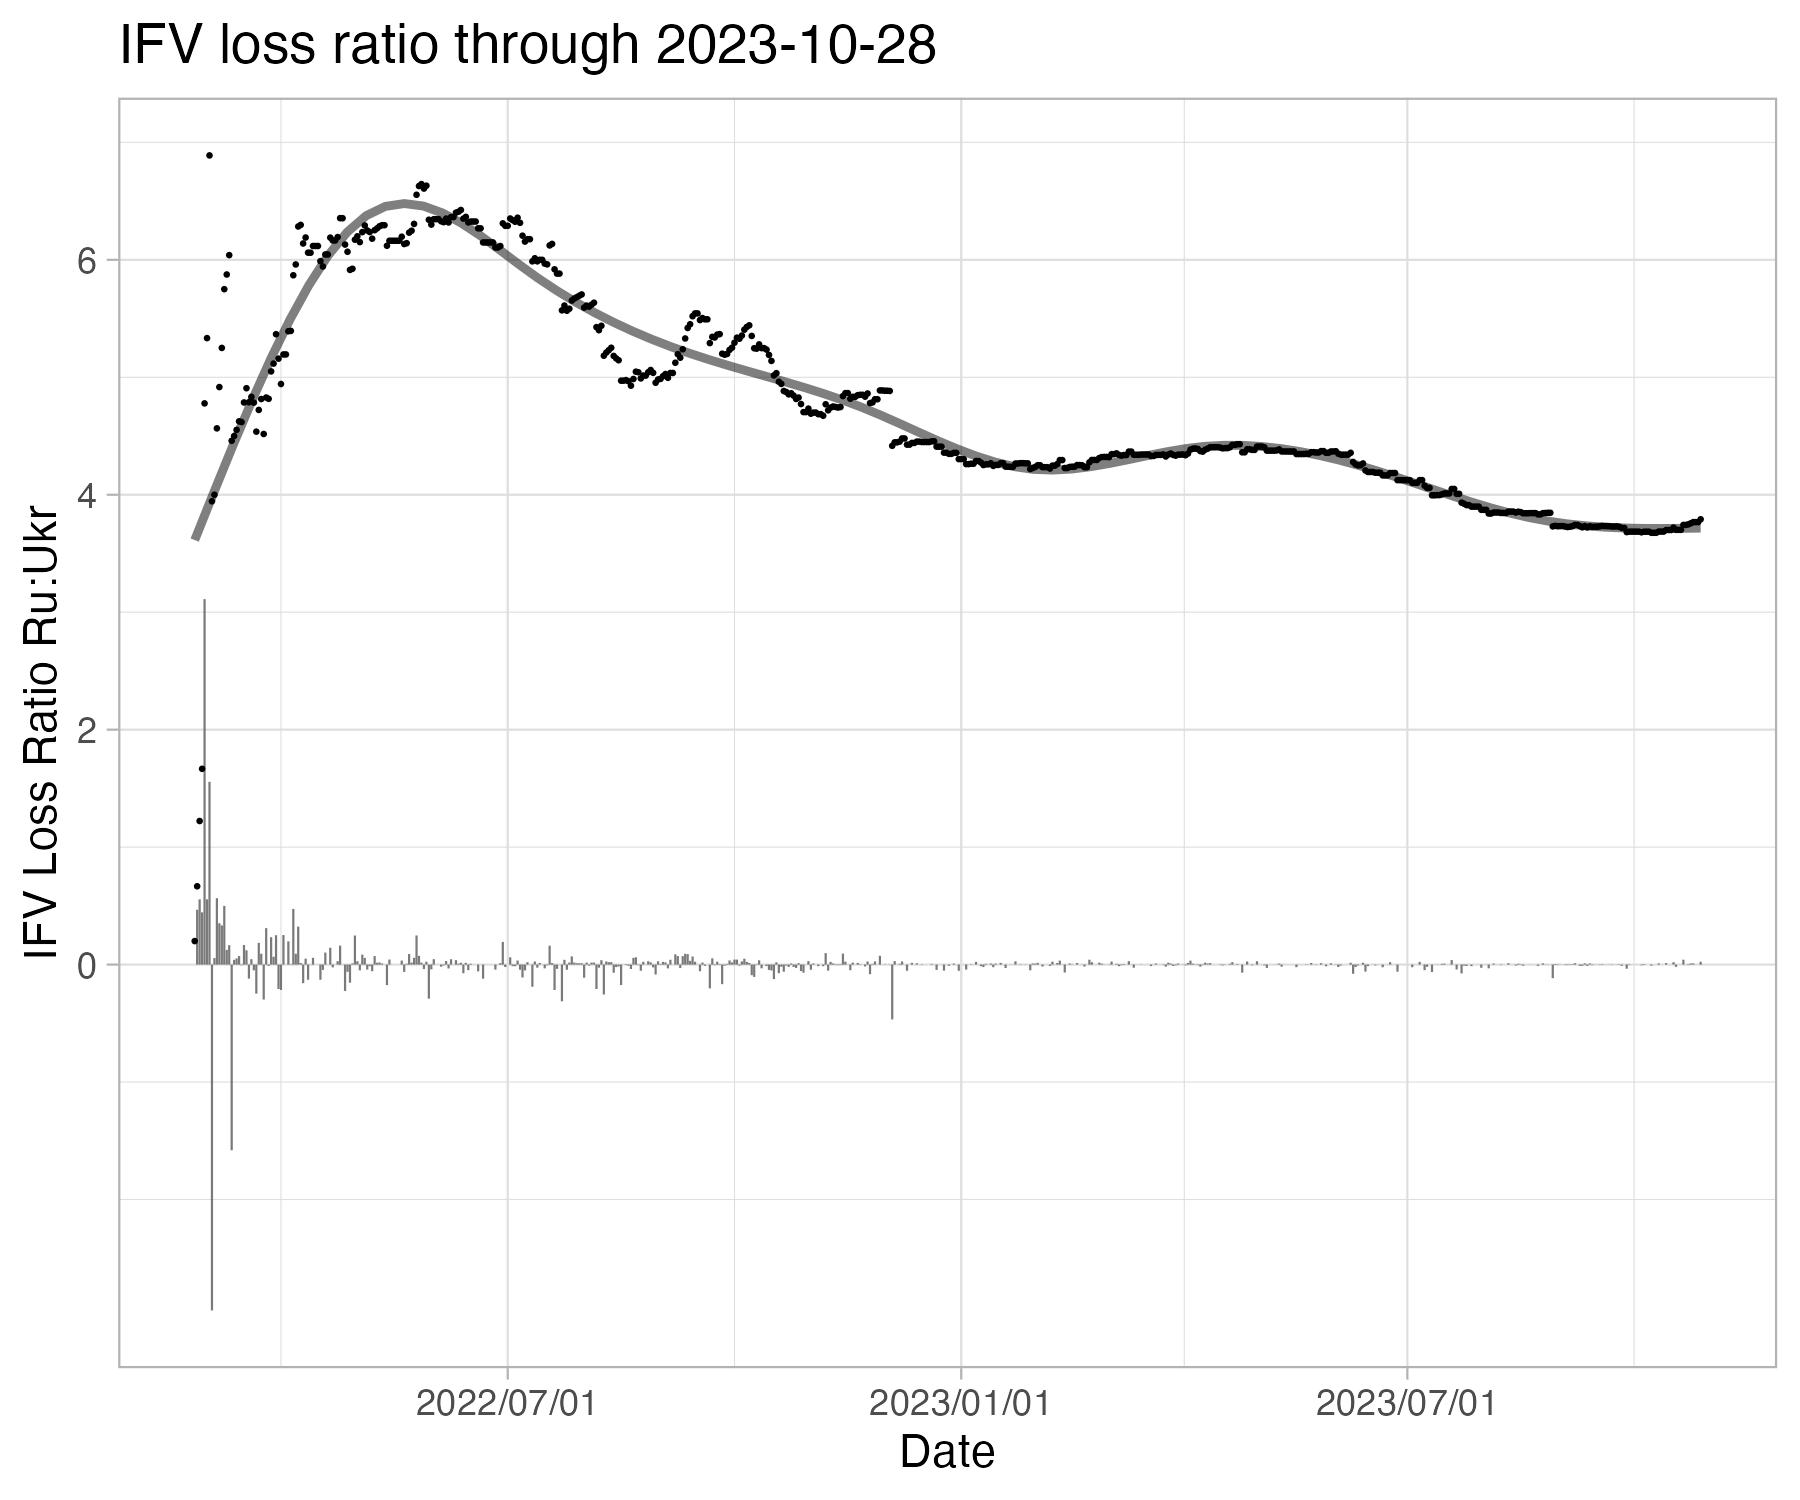 IFV loss ratio through 2023-10-28
IFV Loss Ratio Ru:Ukr
6
4
2
0
2022/07/01
2023/01/01
2023/07/01
Date